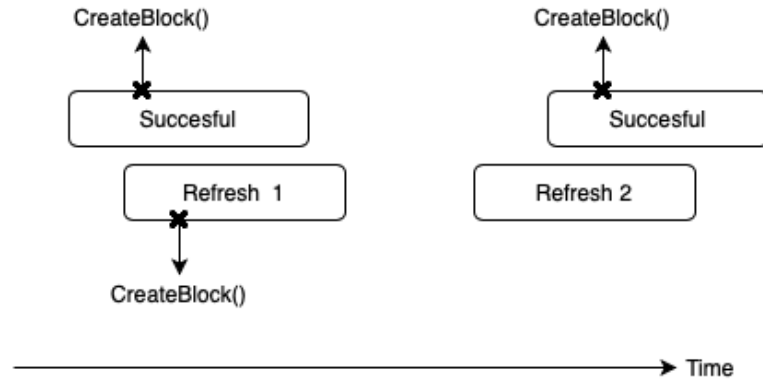 CreateBlock()
CreateBlock()
Succesful
Succesful
Refresh 1
Refresh 2
CreateBlock()
Time